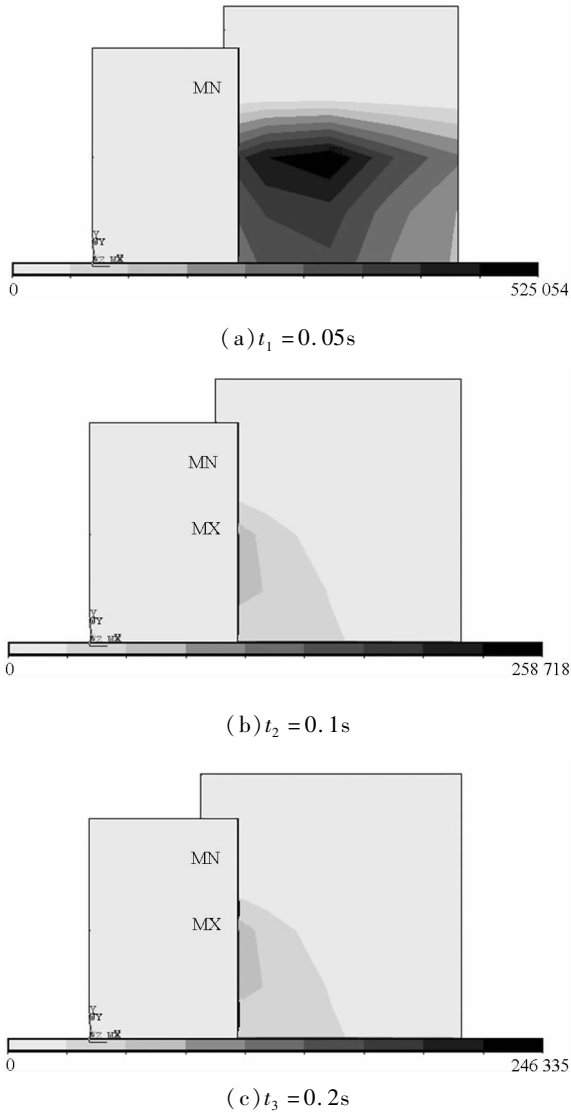 MN
Y
0
525 054
(a)t₁=0.05s
MN
MX
Y
0
258 718
(b)t₂=0.1s
MN
MX
Y
0
246 335
(c)t₃=0.2s